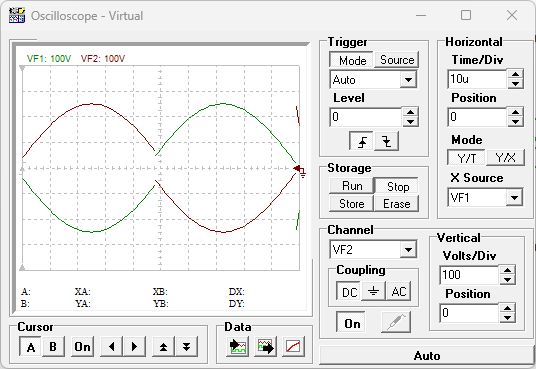 Oscilloscope - Virtual
VF1: 100V VF2: 100V
A: XA: XB: DX:
B: YA: YB: DY:
Cursor
A B On
Data
Trigger
Mode Source
Auto
Level
0
Storage
Run Stop
Store Erase
Horizontal
Time/Div
10u
Position
0
Mode
Y/T Y/X
X Source
VF1
Channel
VF2
Coupling
DC AC
On
Vertical
Volts/Div
100
Position
0
Auto